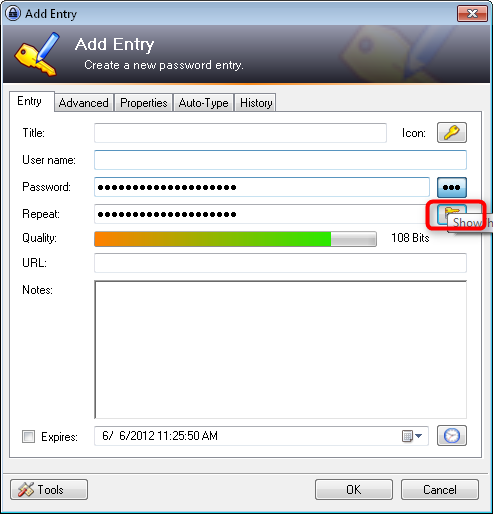 Add Entry
Add Entry
Create a new password entry.
Entry Advanced Properties Auto-Type History
Title: Icon:
User name:
Password: ●●●●●●●●●●●●●●●●●●●● ●●●
Repeat: ●●●●●●●●●●●●●●●●●●●●
Show
Quality: 108 Bits
URL:
Notes:
Expires: 6/ 6/2012 11:25:50 AM
Tools OK Cancel